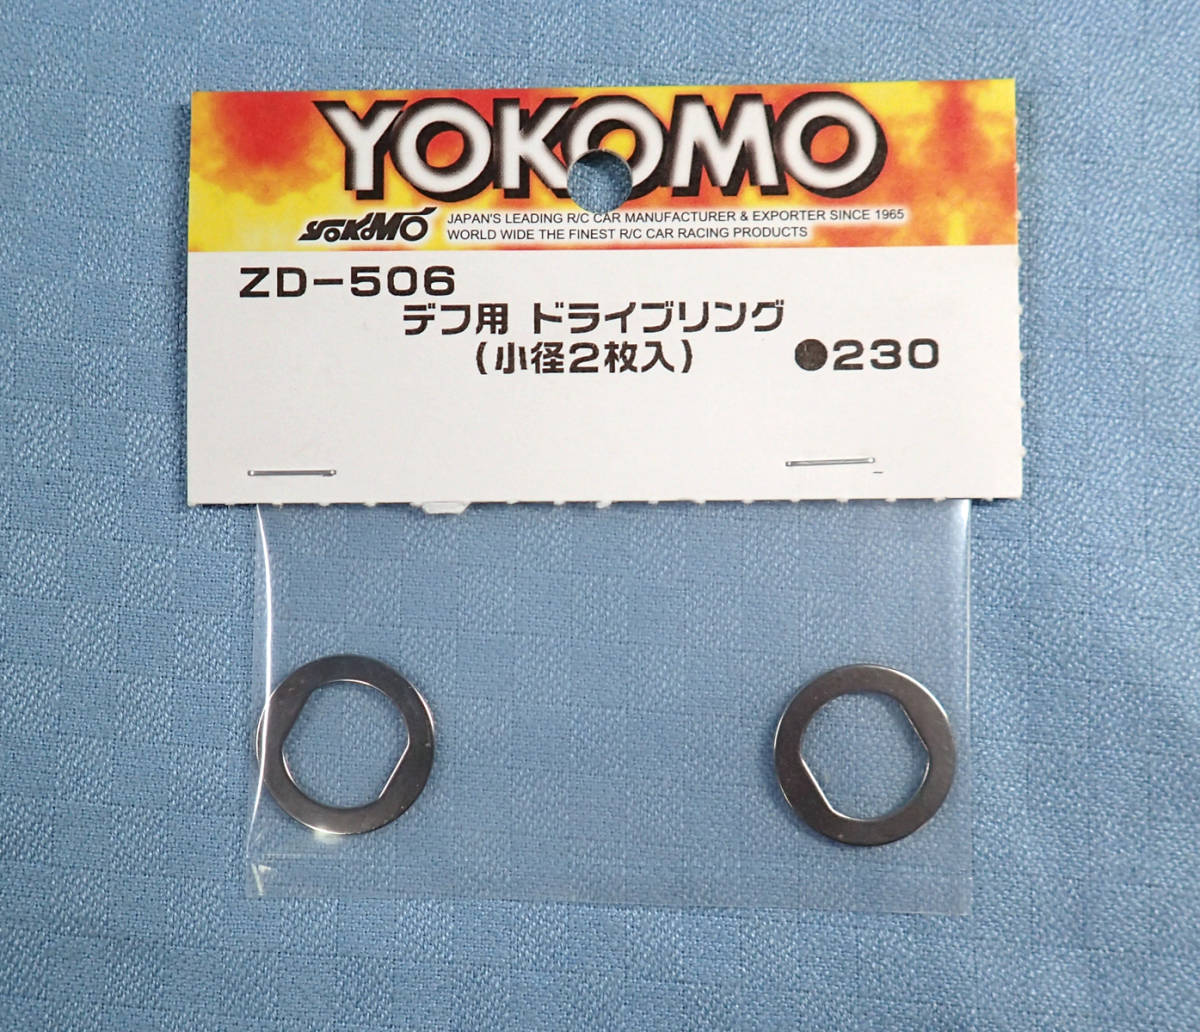 YOKOMO
YOKOMO JAPAN'S LEADING R/C CAR MANUFACTURER & EXPORTER SINCE 1965
WORLD WIDE THE FINEST R/C CAR RACING PRODUCTS
ZD-506
デフ用 ドライブリング
(小径2枚入) ●230